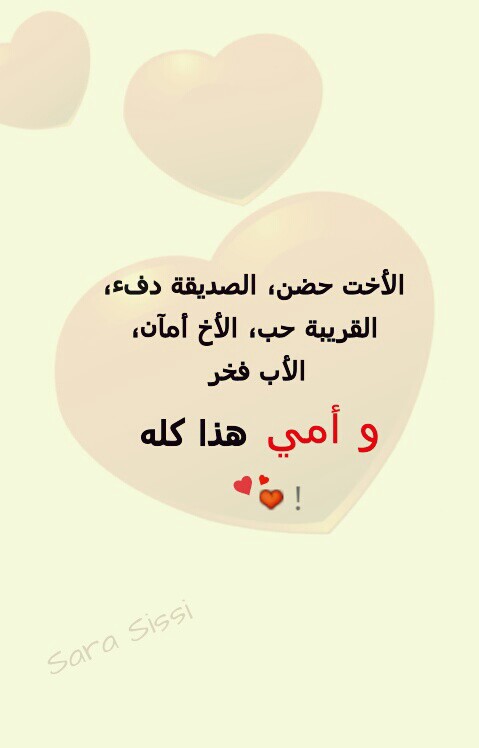 الأخت حضن، الصديقة دفء،
القريبة حب، الأخ أمآن،
الأب فخر
و أمي هذا كله
💕🧡!
Sara Sissi